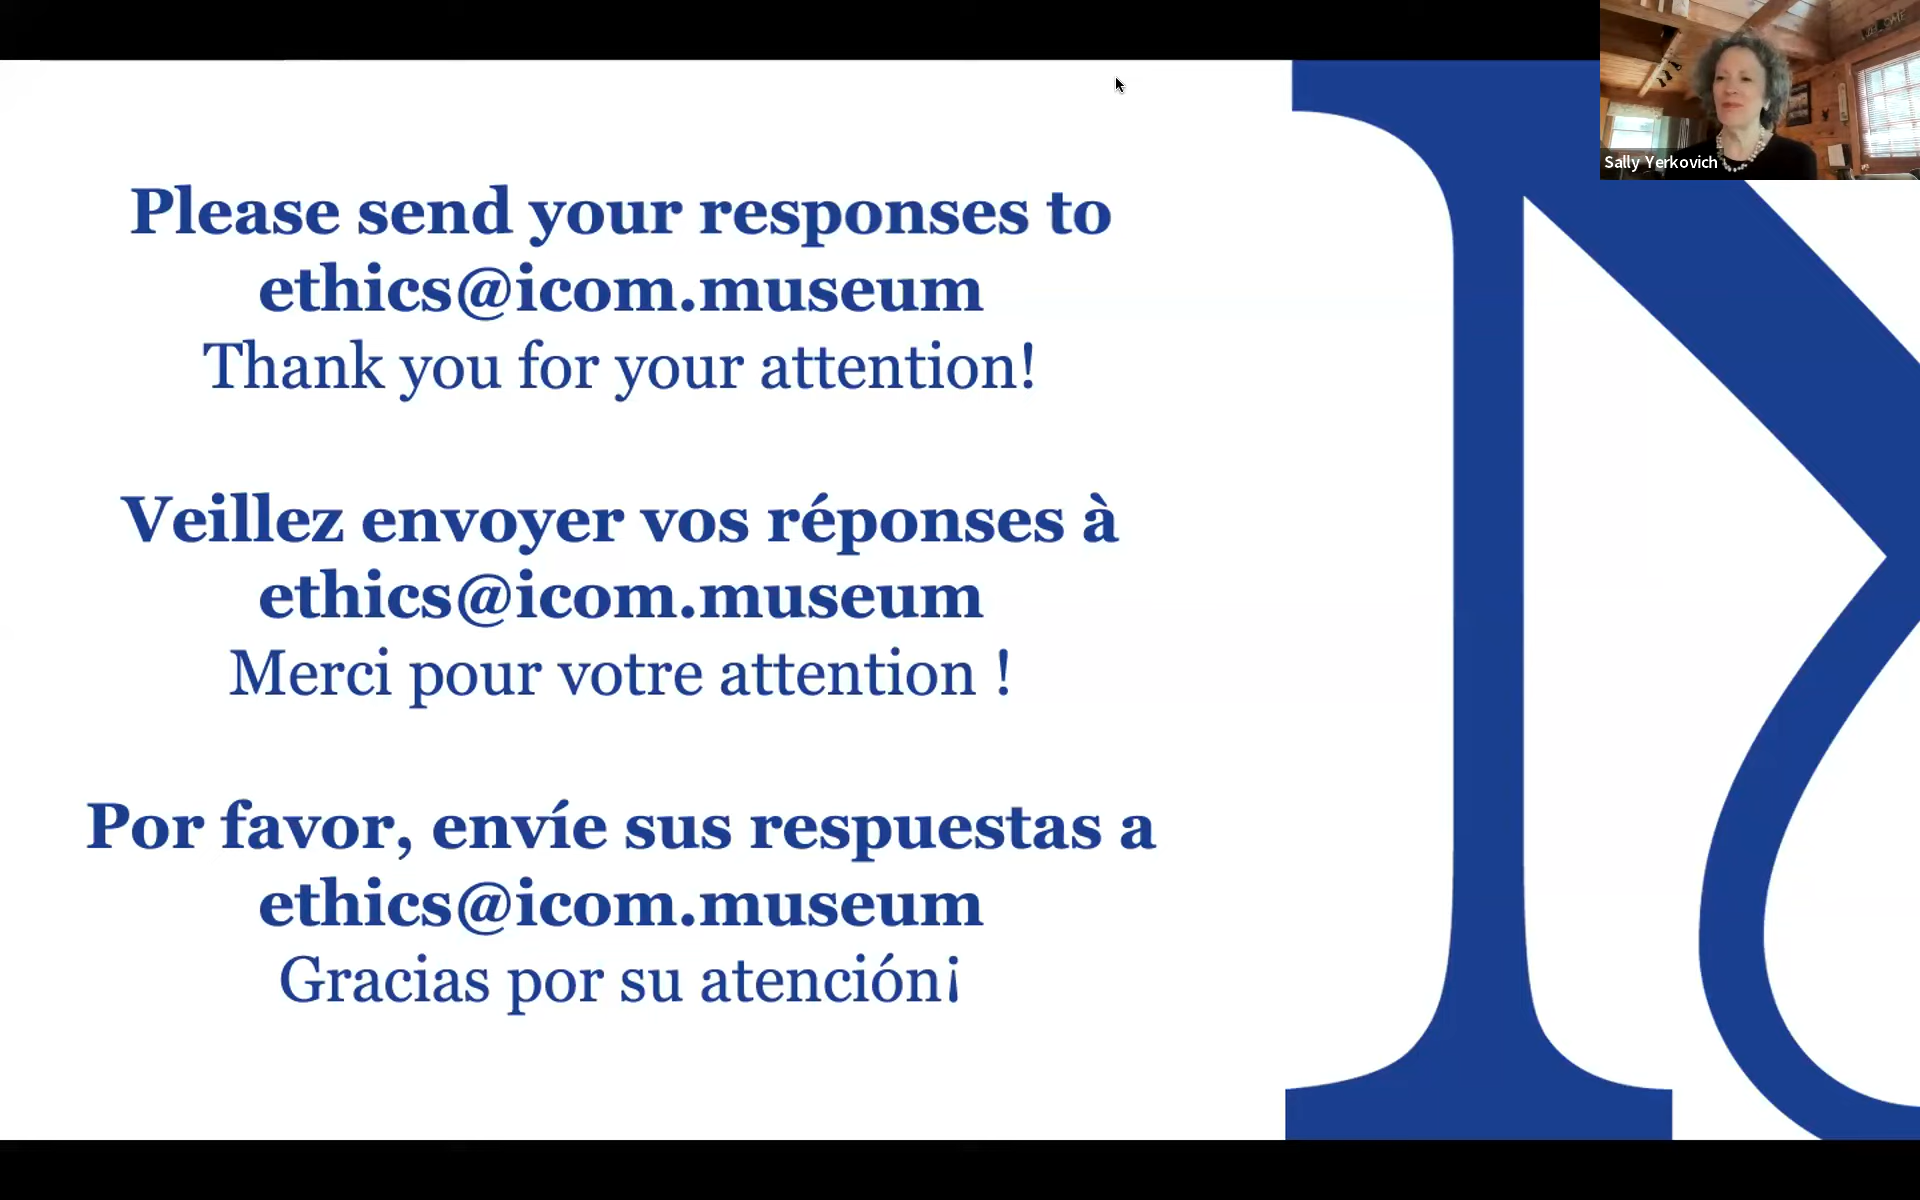 Please send your responses to
ethics@icom.museum
Thank you for your attention!
Veillez envoyer vos réponses à
ethics@icom.museum
Merci pour votre attention !
Por favor, envíe sus respuestas a
ethics@icom.museum
Gracias por su atención¡
Sally Yerkovich